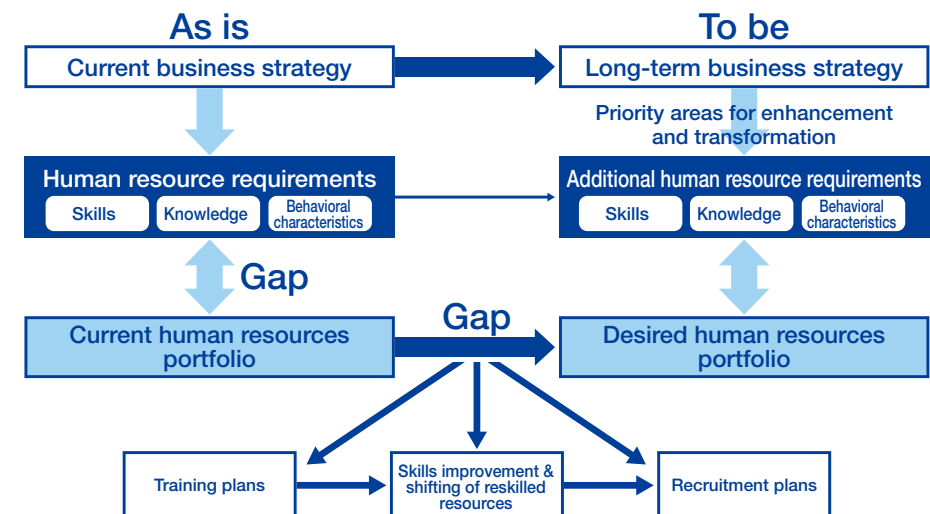 As is
To be
Current business strategy
Long-term business strategy
Priority areas for enhancement
and transformation
Human resource requirements
Skills
Knowledge
Behavioral
characteristics
Additional human resource requirements
Skills
Knowledge
Behavioral
characteristics
Gap
Current human resources
portfolio
Gap
Desired human resources
portfolio
Training plans
Skills improvement &
shifting of reskilled
resources
Recruitment plans